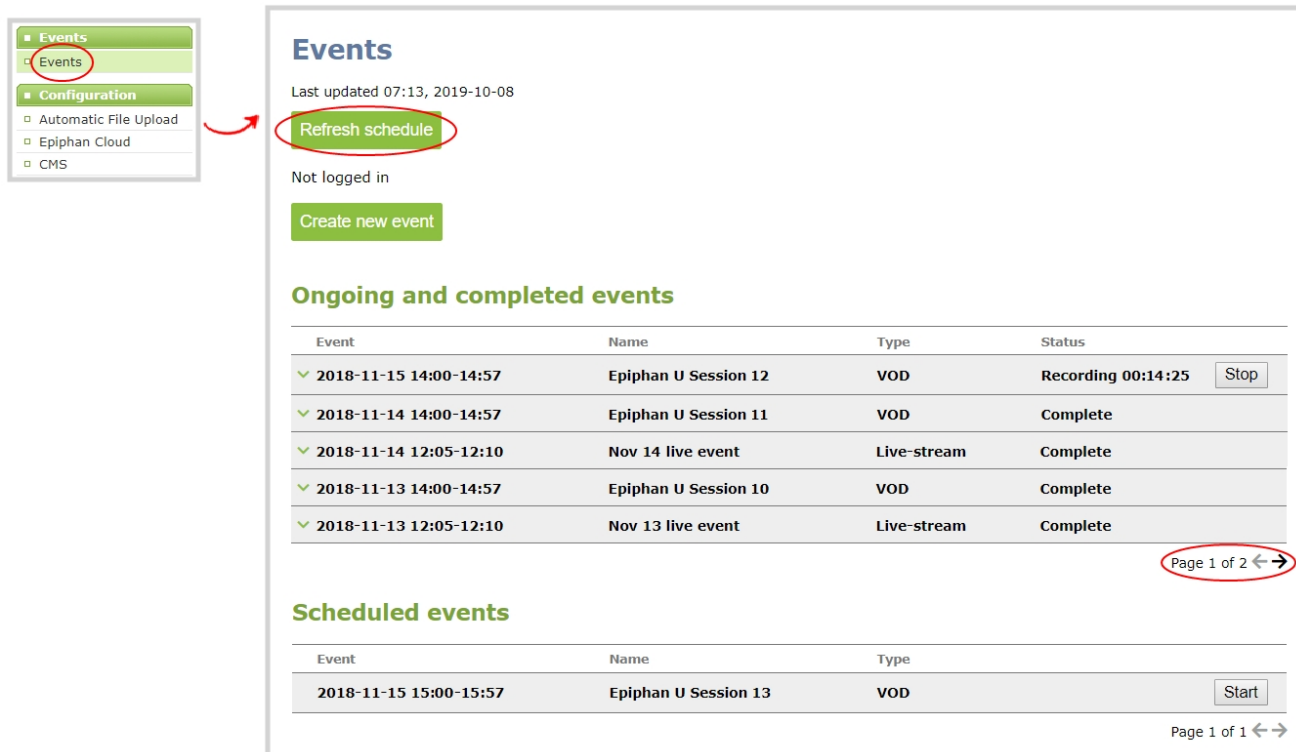 Events
Events
Configuration
Automatic File Upload
Epiphan Cloud
CMS
Events
Last updated 07:13, 2019-10-08
Refresh schedule
Not logged in
Create new event
Ongoing and completed events
Event Name Type Status
2018-11-15 14:00-14:57 Epiphan U Session 12 VOD Recording 00:14:25 Stop
2018-11-14 14:00-14:57 Epiphan U Session 11 VOD Complete
2018-11-14 12:05-12:10 Nov 14 live event Live-stream Complete
2018-11-13 14:00-14:57 Epiphan U Session 10 VOD Complete
2018-11-13 12:05-12:10 Nov 13 live event Live-stream Complete
Page 1 of 2
Scheduled events
Event Name Type
2018-11-15 15:00-15:57 Epiphan U Session 13 VOD Start
Page 1 of 1